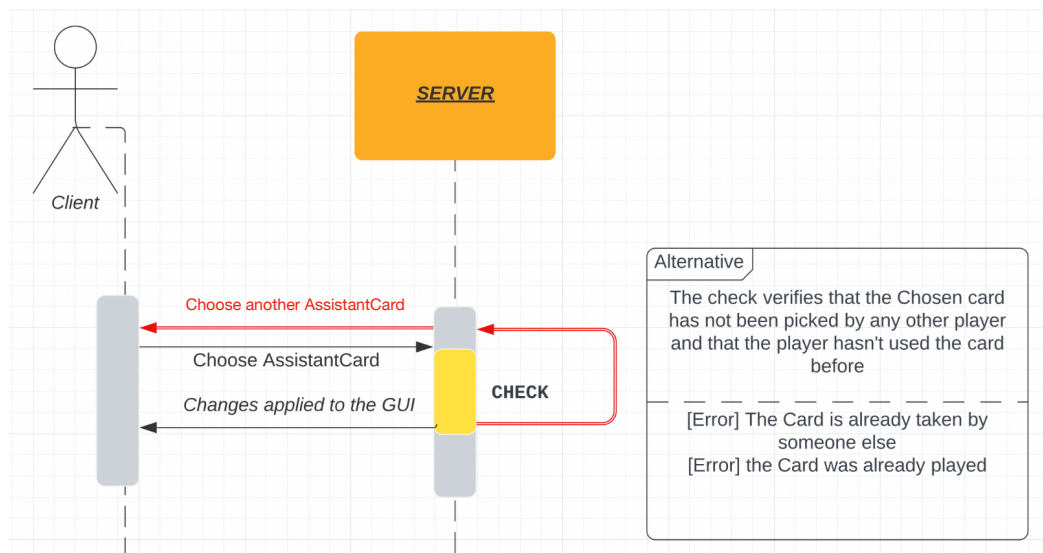 SERVER
Client
Choose another AssistantCard
Choose AssistantCard
Changes applied to the GUI
CHECK
Alternative
The check verifies that the Chosen card
has not been picked by any other player
and that the player hasn't used the card
before
[Error] The Card is already taken by
someone else
[Error] the Card was already played